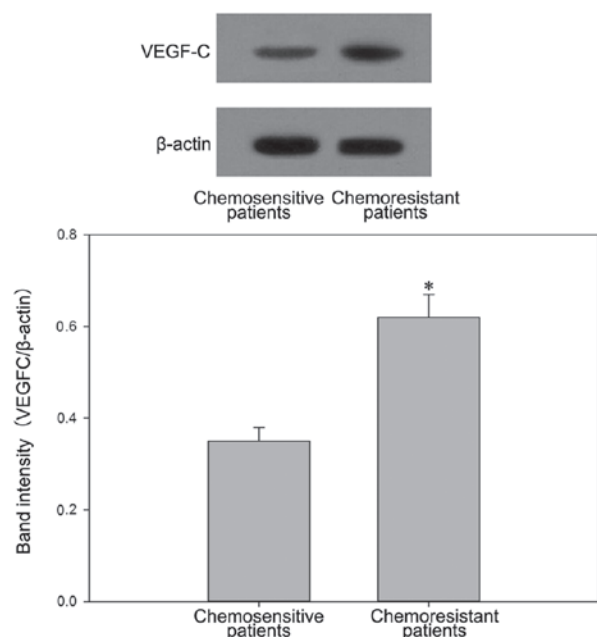 VEGF-C
β-actin
Chemosensitive patients
Chemoresistant patients
0.8
0.6
0.4
0.2
0.0
Band intensity (VEGFC/β-actin)
*
Chemosensitive patients
Chemoresistant patients